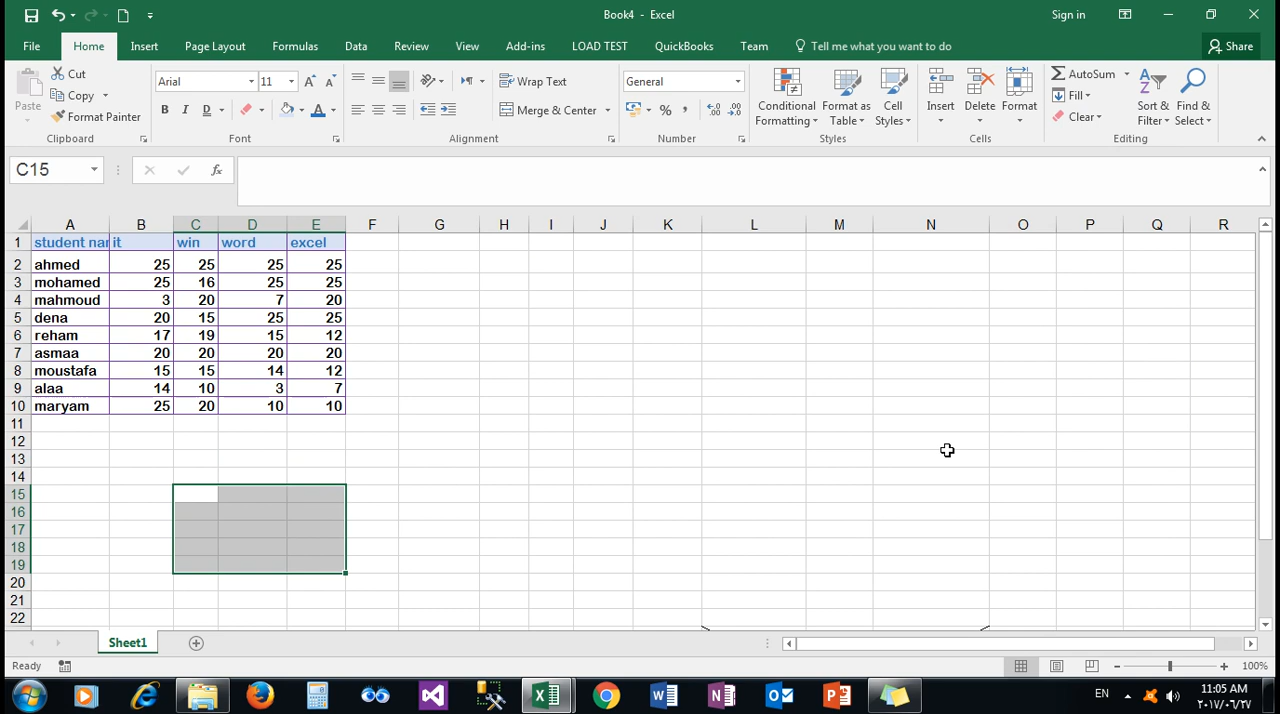 Book4 - Excel
Sign in
File Home Insert Page Layout Formulas Data Review View Add-ins LOAD TEST QuickBooks Team Tell me what you want to do Share
Paste Cut Copy Format Painter
Clipboard
Arial 11
B I D A
Font
Wrap Text
Merge & Center
Alignment
General
%
Number
Conditional Formatting Format as Table Cell Styles
Styles
Insert Delete Format
Cells
AutoSum Fill Clear Sort & Filter Find & Select
Editing
C15 fx
A B C D E F G H I J K L M N O P Q R
1 student nar it win word excel
2 ahmed 25 25 25 25
3 mohamed 25 16 25 25
4 mahmoud 3 20 7 20
5 dena 20 15 25 25
6 reham 17 19 15 12
7 asmaa 20 20 20 20
8 moustafa 15 15 14 12
9 alaa 14 10 3 7
10 maryam 25 20 10 10
11
12
13
14
15
16
17
18
19
20
21
22
Sheet1
Ready 100%
EN 11:05 AM
٢٠١٧/٠٦/٢٧